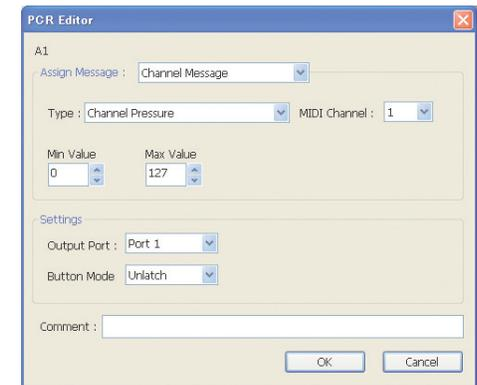 PCR Editor
A1
Assign Message : Channel Message
Type : Channel Pressure MIDI Channel : 1
Min Value Max Value
0 127
Settings
Output Port : Port 1
Button Mode Unlatch
Comment :
OK Cancel